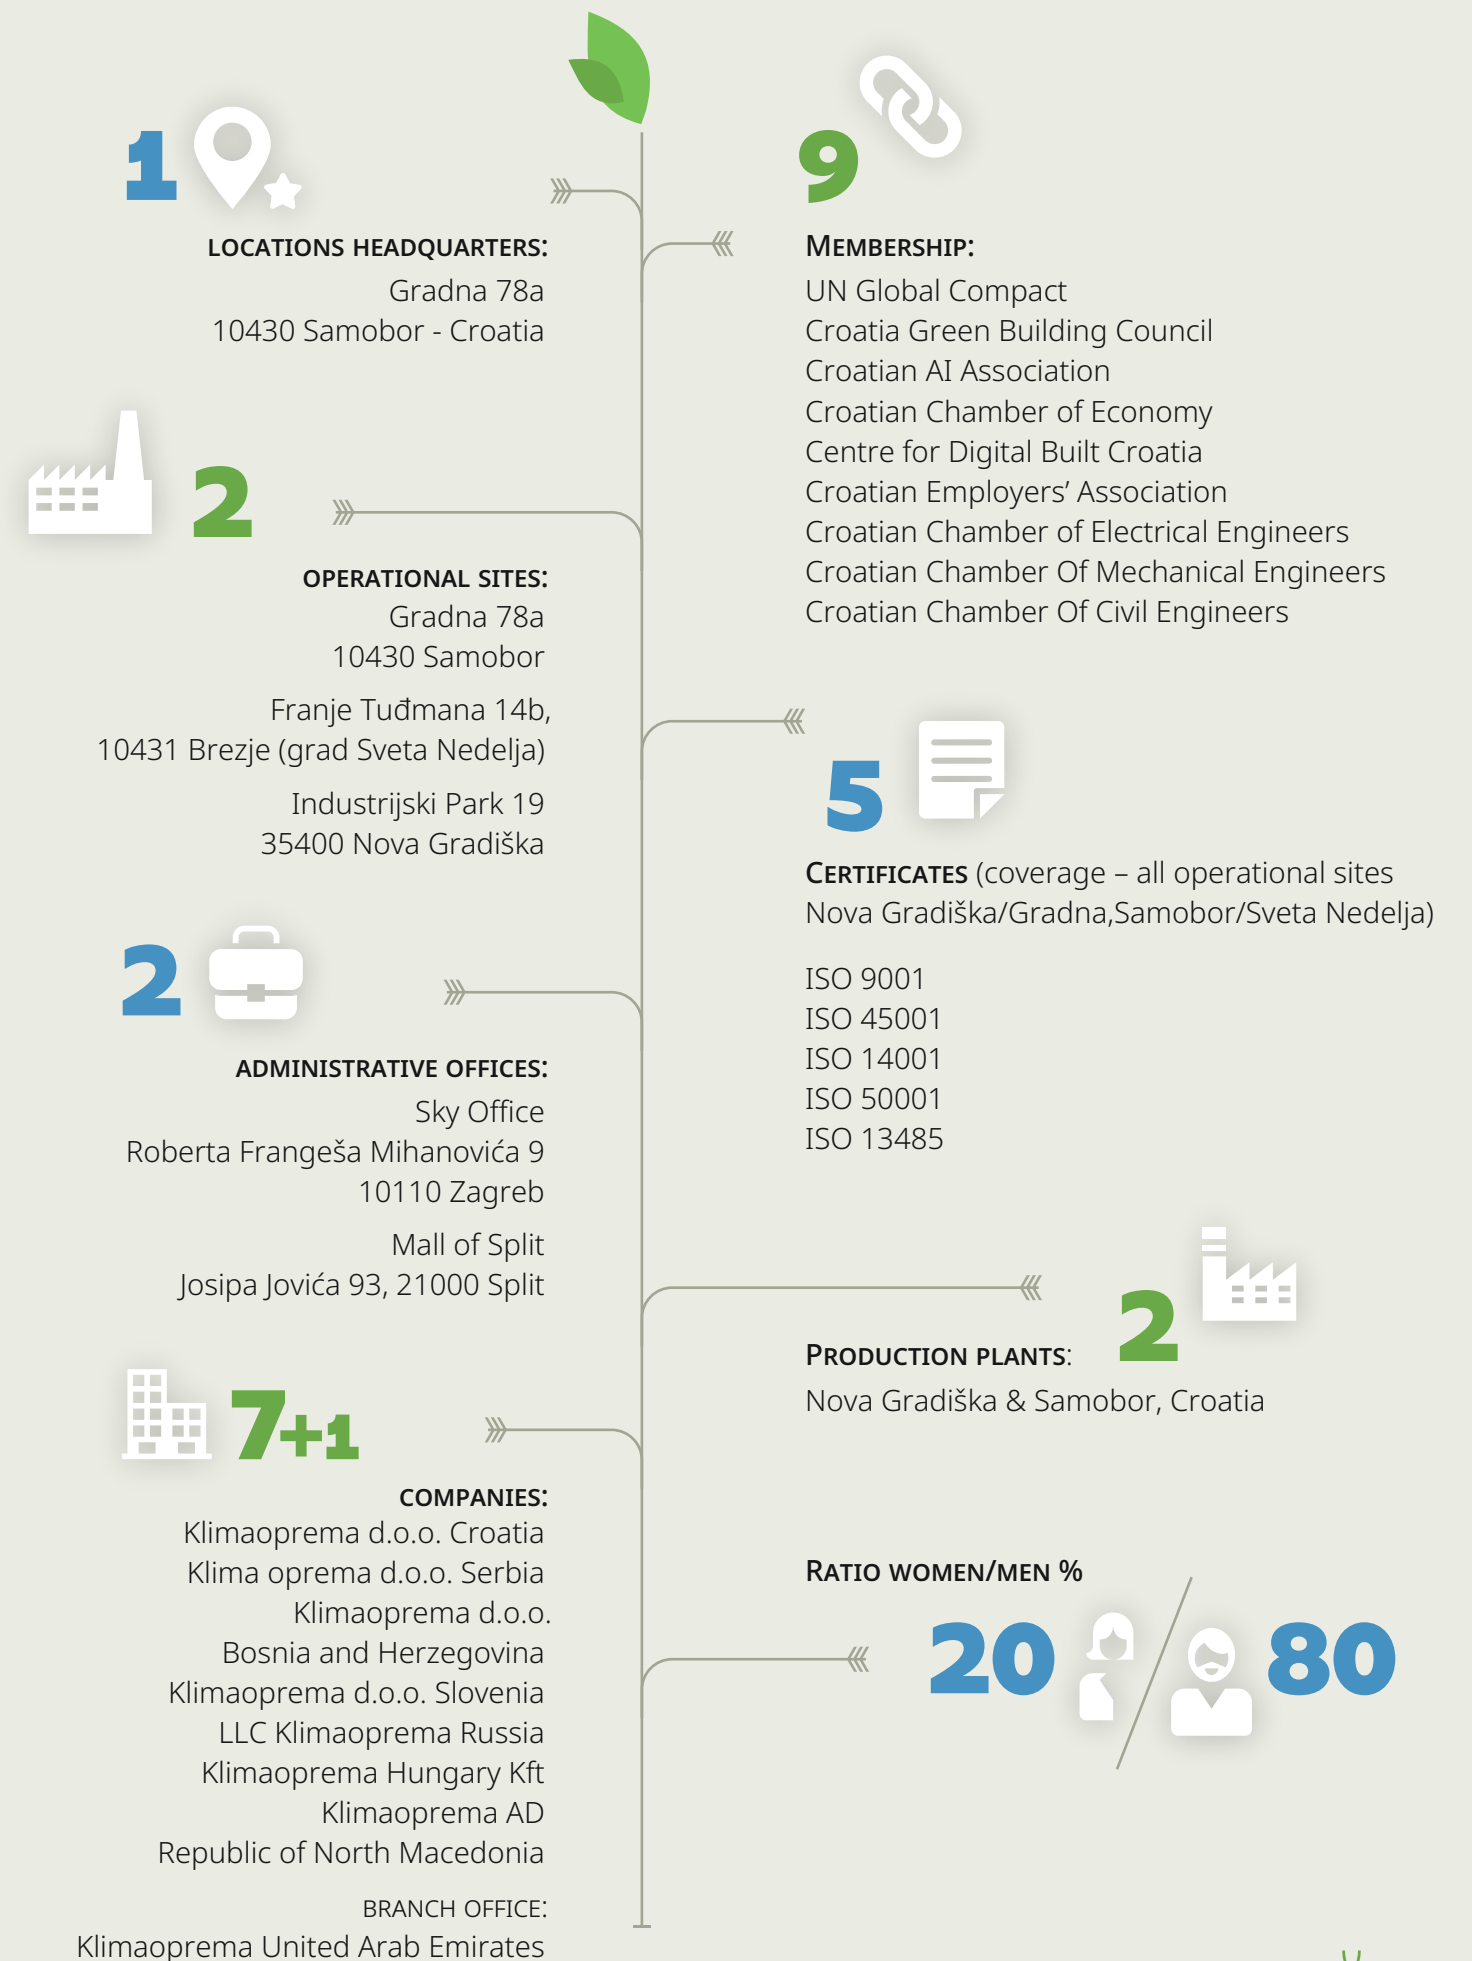 1
LOCATIONS HEADQUARTERS:
Gradna 78a
10430 Samobor - Croatia
2
OPERATIONAL SITES:
Gradna 78a
10430 Samobor
Franje Tuđmana 14b,
10431 Brezje (grad Sveta Nedelja)
Industrijski Park 19
35400 Nova Gradiška
2
ADMINISTRATIVE OFFICES:
Sky Office
Roberta Frangeša Mihanovića 9
10110 Zagreb
Mall of Split
Josipa Jovića 93, 21000 Split
7+1
COMPANIES:
Klimaoprema d.o.o. Croatia
Klima oprema d.o.o. Serbia
Klimaoprema d.o.o.
Bosnia and Herzegovina
Klimaoprema d.o.o. Slovenia
LLC Klimaoprema Russia
Klimaoprema Hungary Kft
Klimaoprema AD
Republic of North Macedonia
BRANCH OFFICE:
Klimaoprema United Arab Emirates
9
MEMBERSHIP:
UN Global Compact
Croatia Green Building Council
Croatian AI Association
Croatian Chamber of Economy
Centre for Digital Built Croatia
Croatian Employers’ Association
Croatian Chamber of Electrical Engineers
Croatian Chamber Of Mechanical Engineers
Croatian Chamber Of Civil Engineers
5
CERTIFICATES (coverage – all operational sites
Nova Gradiška/Gradna,Samobor/Sveta Nedelja)
ISO 9001
ISO 45001
ISO 14001
ISO 50001
ISO 13485
2
PRODUCTION PLANTS:
Nova Gradiška & Samobor, Croatia
RATIO WOMEN/MEN %
20 80